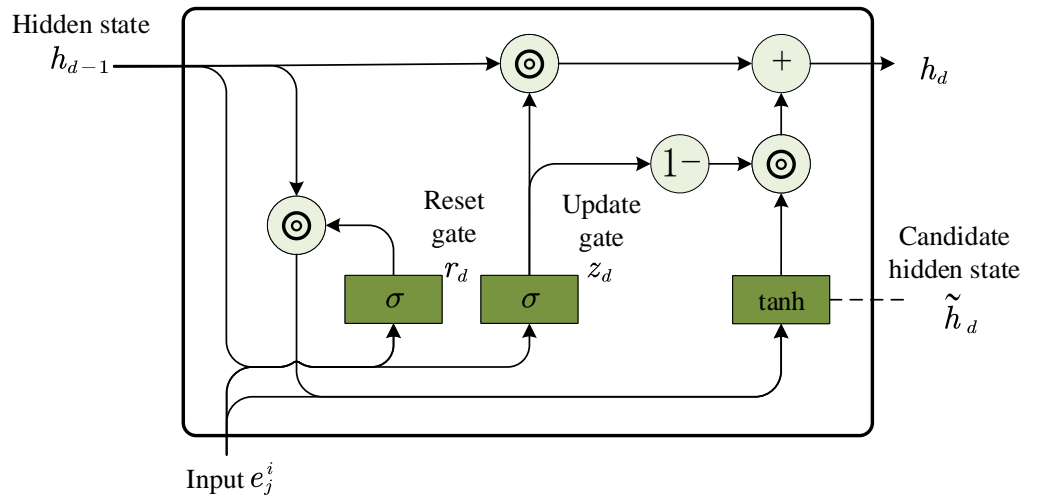 Hidden state
h_{d-1}
h_d
+
1−
Reset
gate
r_d
Update
gate
z_d
Candidate
hidden state
h̃_d
σ
σ
tanh
Input e_j^i